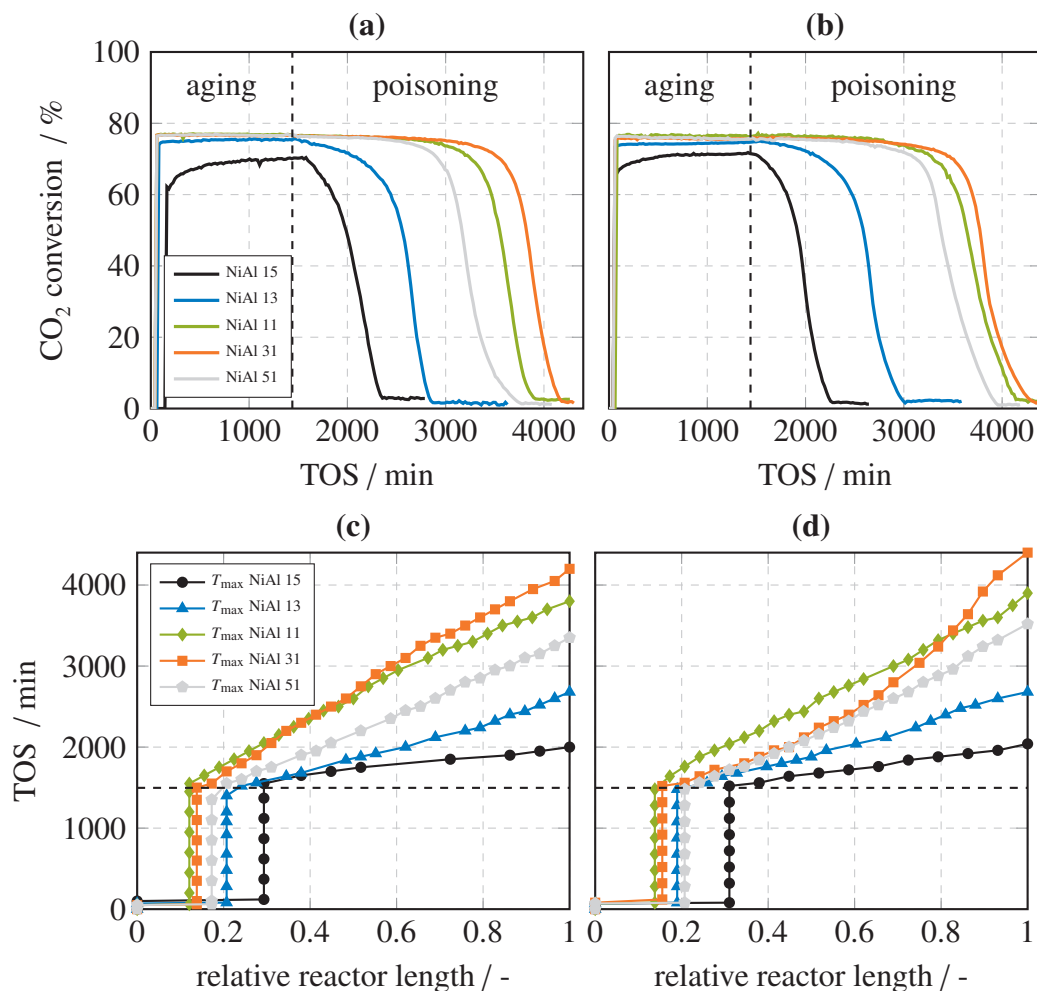 (a)
(b)
100
80
60
40
20
0
CO2 conversion / %
aging
poisoning
aging
poisoning
NiAl 15
NiAl 13
NiAl 11
NiAl 31
NiAl 51
0 1000 2000 3000 4000
0 1000 2000 3000 4000
TOS / min
TOS / min
(c)
(d)
4000
3000
2000
1000
0
TOS / min
Tmax NiAl 15
Tmax NiAl 13
Tmax NiAl 11
Tmax NiAl 31
Tmax NiAl 51
0 0.2 0.4 0.6 0.8 1
0 0.2 0.4 0.6 0.8 1
relative reactor length / -
relative reactor length / -